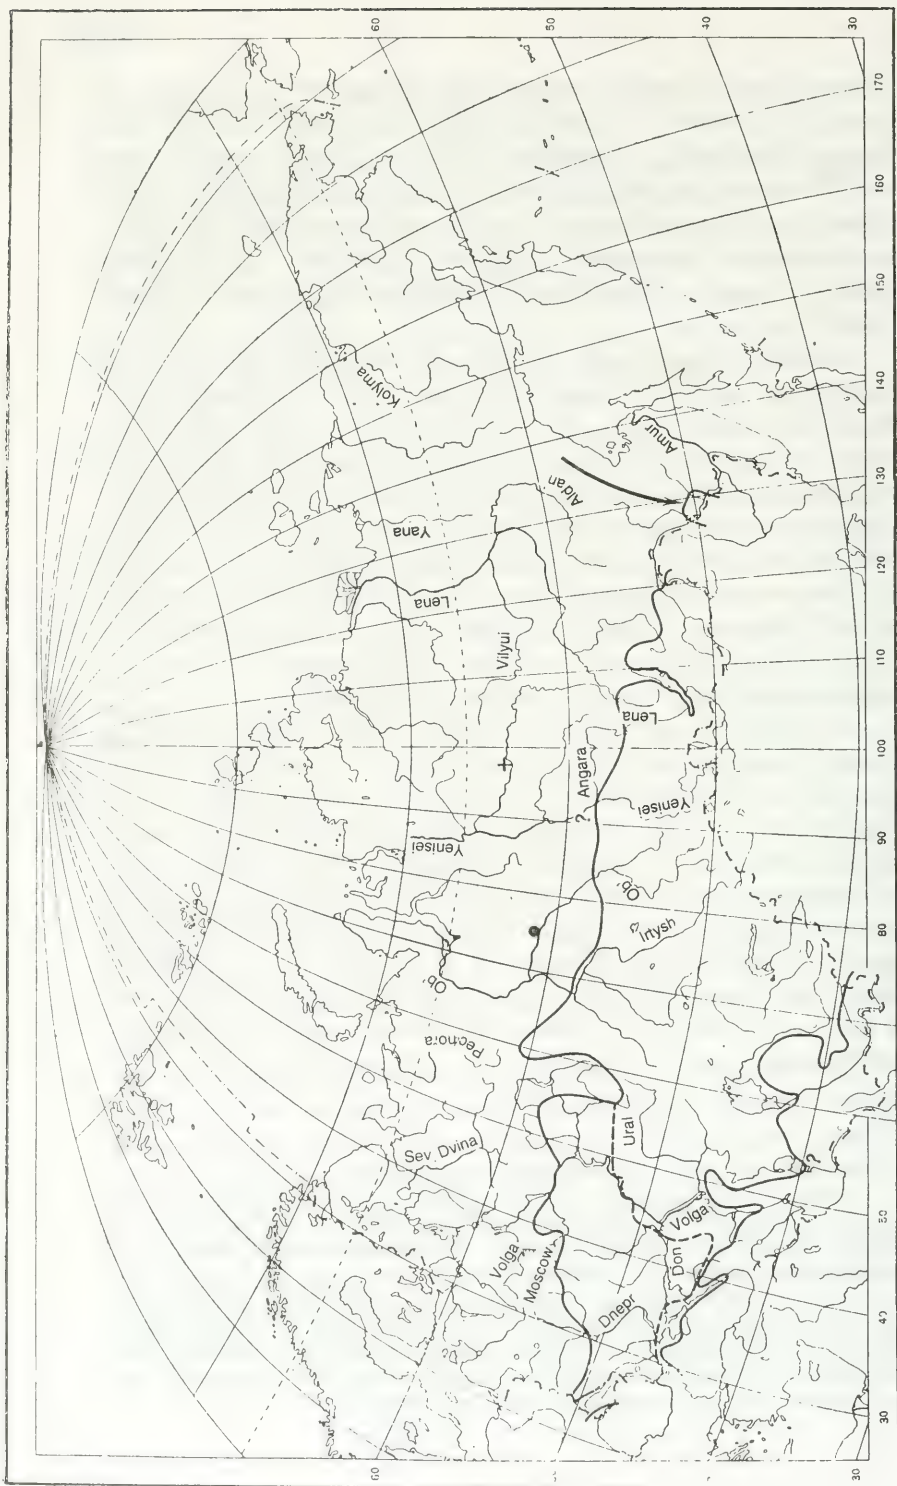 60
50
40
30
170
160
150
140
130
120
110
100
90
80
50
40
30
60
30
Kolyma
Yana
Lena
Vilyui
Aldan
Amur
Lena
? Angara
Yenisei
Yenisei
Ob'
Ob'
Irtysh
Pechora
Sev Dvina
Ural
Volga
Volga
Moscow
Don
Dnepr
?